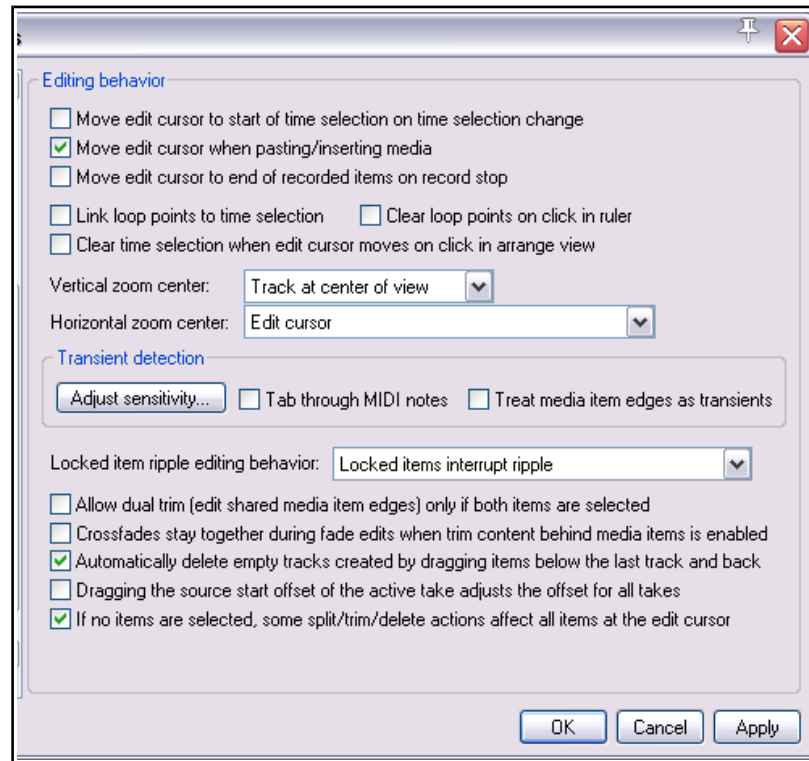 s
Editing behavior
Move edit cursor to start of time selection on time selection change
Move edit cursor when pasting/inserting media
Move edit cursor to end of recorded items on record stop
Link loop points to time selection Clear loop points on click in ruler
Clear time selection when edit cursor moves on click in arrange view
Vertical zoom center: Track at center of view
Horizontal zoom center: Edit cursor
Transient detection
Adjust sensitivity... Tab through MIDI notes Treat media item edges as transients
Locked item ripple editing behavior: Locked items interrupt ripple
Allow dual trim (edit shared media item edges) only if both items are selected
Crossfades stay together during fade edits when trim content behind media items is enabled
Automatically delete empty tracks created by dragging items below the last track and back
Dragging the source start offset of the active take adjusts the offset for all takes
If no items are selected, some split/trim/delete actions affect all items at the edit cursor
OK Cancel Apply